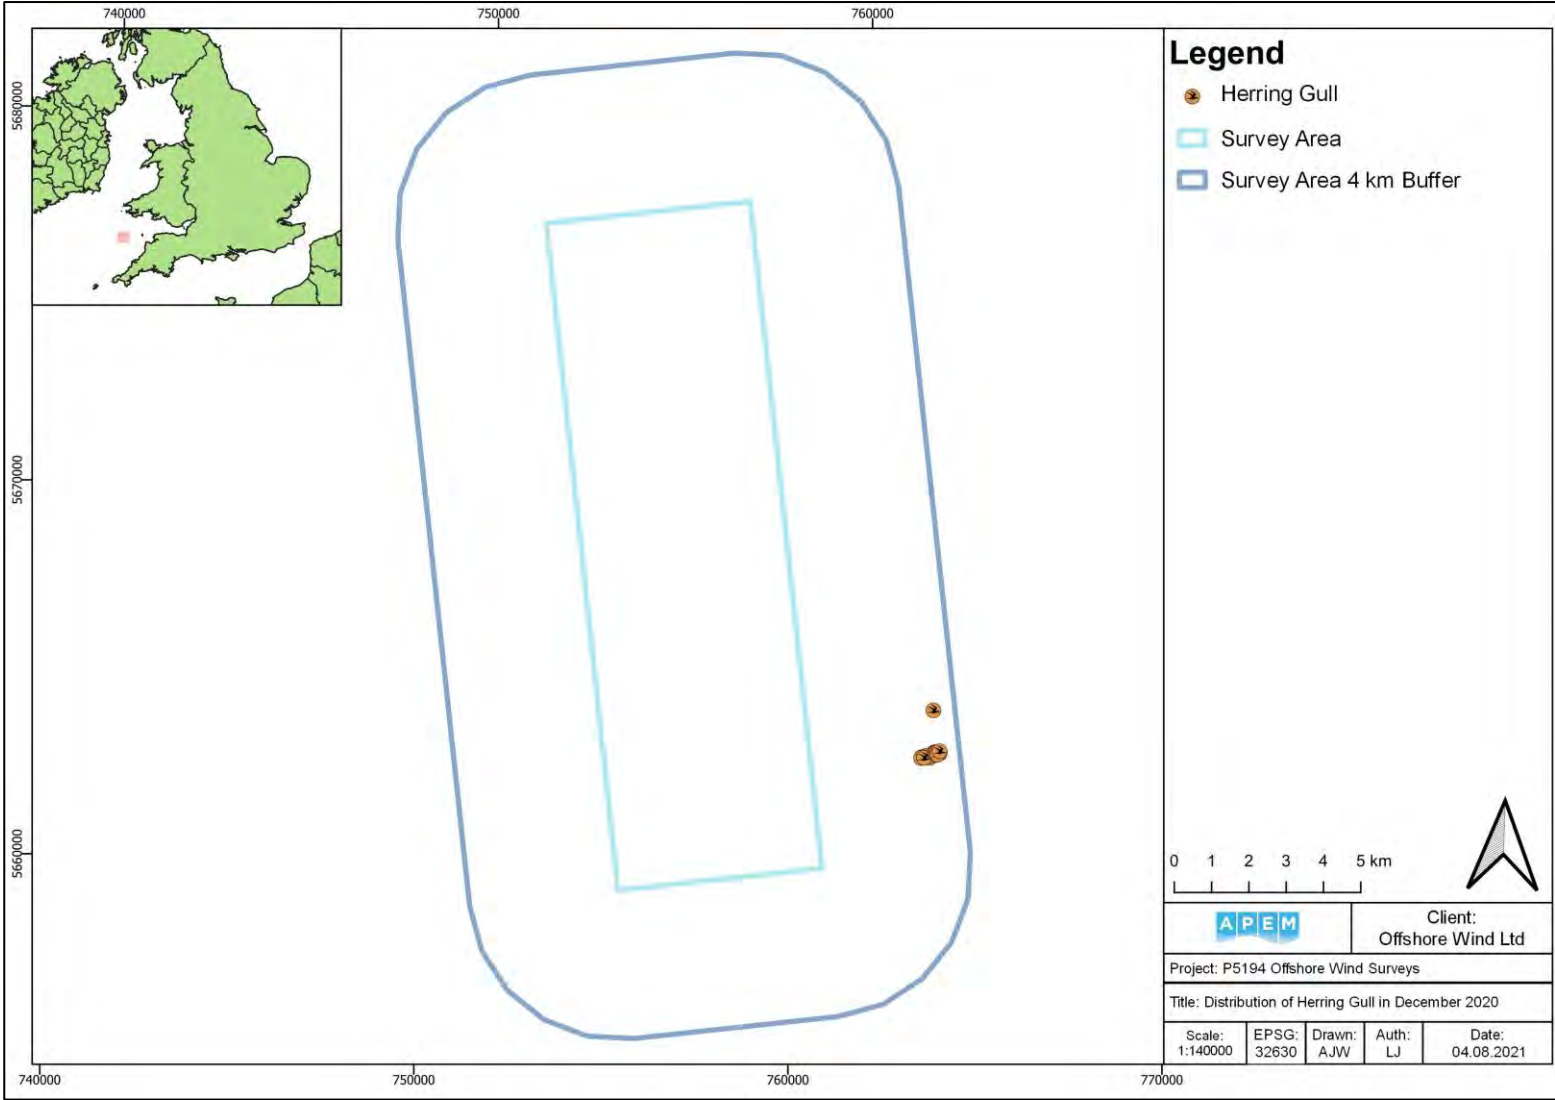 740000
750000
760000
5680000
5670000
5660000
740000
750000
760000
770000
Legend
Herring Gull
Survey Area
Survey Area 4 km Buffer
0 1 2 3 4 5 km
APEM
Client:
Offshore Wind Ltd
Project: P5194 Offshore Wind Surveys
Title: Distribution of Herring Gull in December 2020
Scale:
1:140000
EPSG:
32630
Drawn:
AJW
Auth:
LJ
Date:
04.08.2021